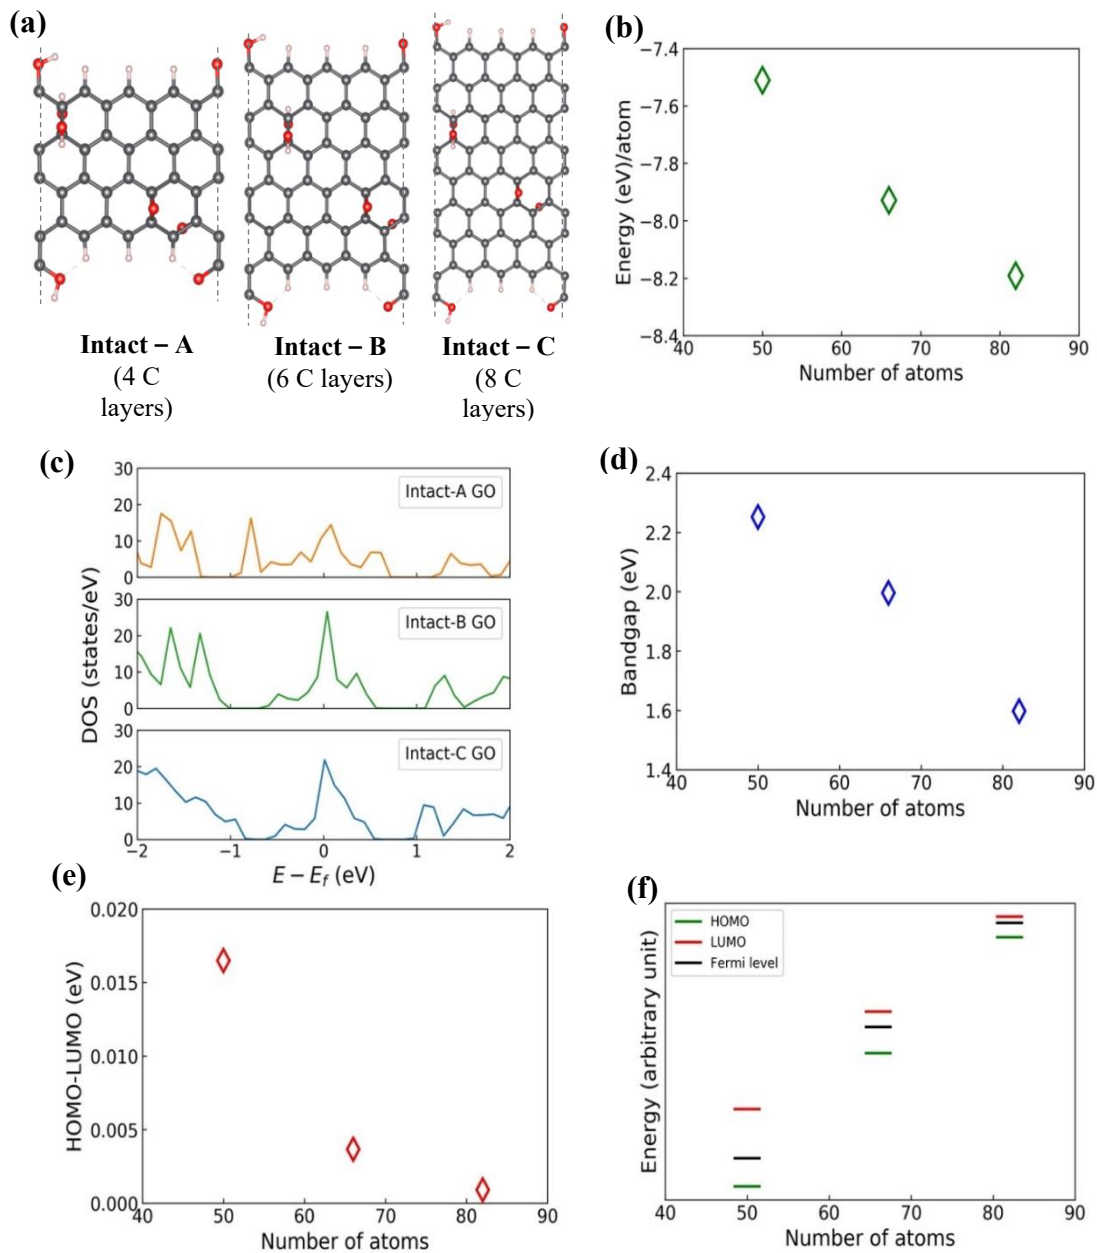 (a)
Intact – A
(4 C
layers)
Intact – B
(6 C layers)
Intact – C
(8 C
layers)
(b)
−7.4
−7.6
−7.8
−8.0
−8.2
−8.4
40
50
60
70
80
90
Energy (eV)/atom
Number of atoms
(c)
30
20
10
0
Intact-A GO
30
20
10
0
Intact-B GO
30
20
10
0
Intact-C GO
−2
−1
0
1
2
DOS (states/eV)
E − E_f (eV)
(d)
2.4
2.2
2.0
1.8
1.6
1.4
40
50
60
70
80
90
Bandgap (eV)
Number of atoms
(e)
0.020
0.015
0.010
0.005
0.000
40
50
60
70
80
90
HOMO-LUMO (eV)
Number of atoms
(f)
HOMO
LUMO
Fermi level
40
50
60
70
80
90
Energy (arbitrary unit)
Number of atoms